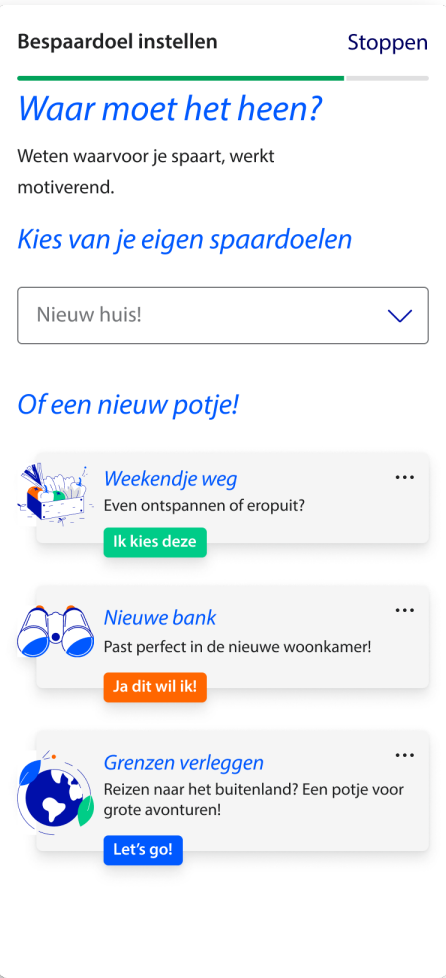 Bespaardoel instellen
Stoppen
Waar moet het heen?
Weten waarvoor je spaart, werkt
motiverend.
Kies van je eigen spaardoelen
Nieuw huis!
Of een nieuw potje!
Weekendje weg
Even ontspannen of eropuit?
Ik kies deze
Nieuwe bank
Past perfect in de nieuwe woonkamer!
Ja dit wil ik!
Grenzen verleggen
Reizen naar het buitenland? Een potje voor
grote avonturen!
Let’s go!